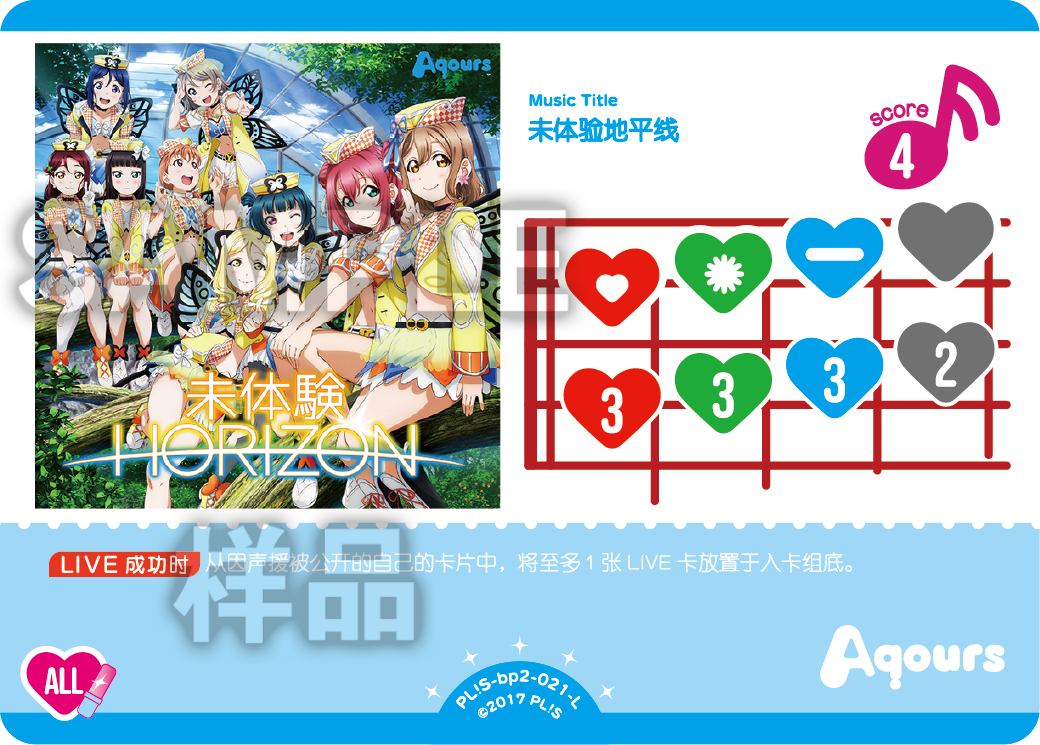 Aqours
Music Title
未体验地平线
score
4
SAMPLE
3
3
3
2
未体験
HORIZON
LIVE 成功时 从因声援被公开的自己的卡片中，将至多 1 张 LIVE 卡放置于入卡组底。
样品
ALL
Aqours
PL!S-bp2-021-L
©2017 PL!S